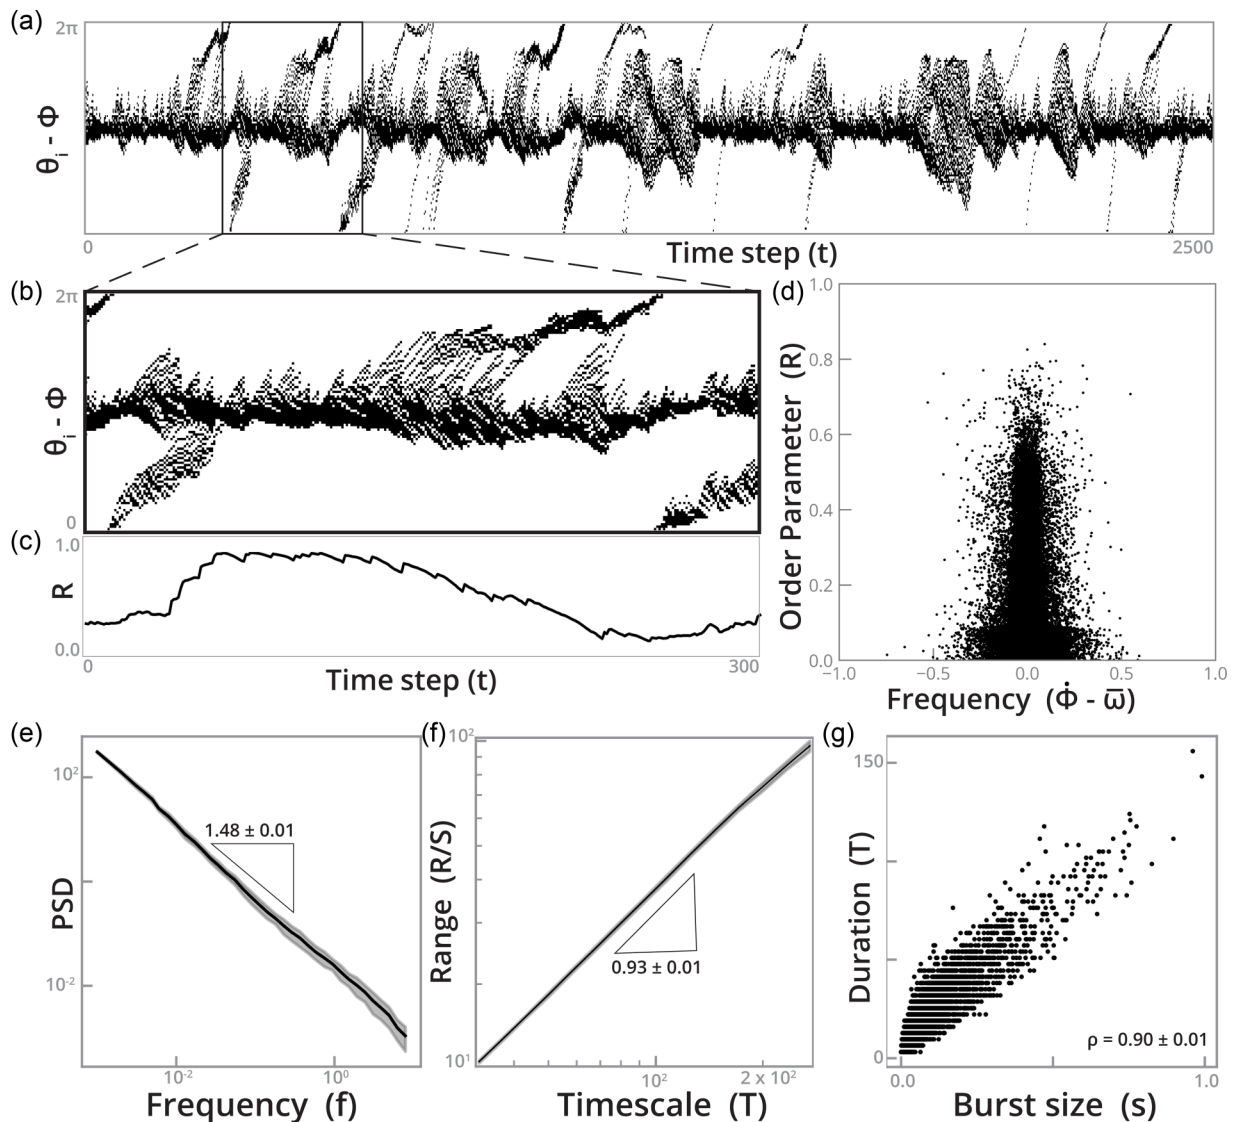 (a)
2π
θi - Φ
0
Time step (t)
2500
(b)
2π
θi - Φ
0
(c)
1.0
R
0.0
0
Time step (t)
300
(d)
1.0
0.8
0.6
0.4
0.2
0.0
Order Parameter (R)
−1.0
−0.5
0.0
0.5
1.0
Frequency (Φ̇ - ϖ)
(e)
10²
10⁻²
PSD
1.48 ± 0.01
10⁻²
10⁰
Frequency (f)
(f)
10²
10¹
Range (R/S)
0.93 ± 0.01
10²
2 x 10²
Timescale (T)
(g)
150
0
Duration (T)
ρ = 0.90 ± 0.01
0.0
1.0
Burst size (s)